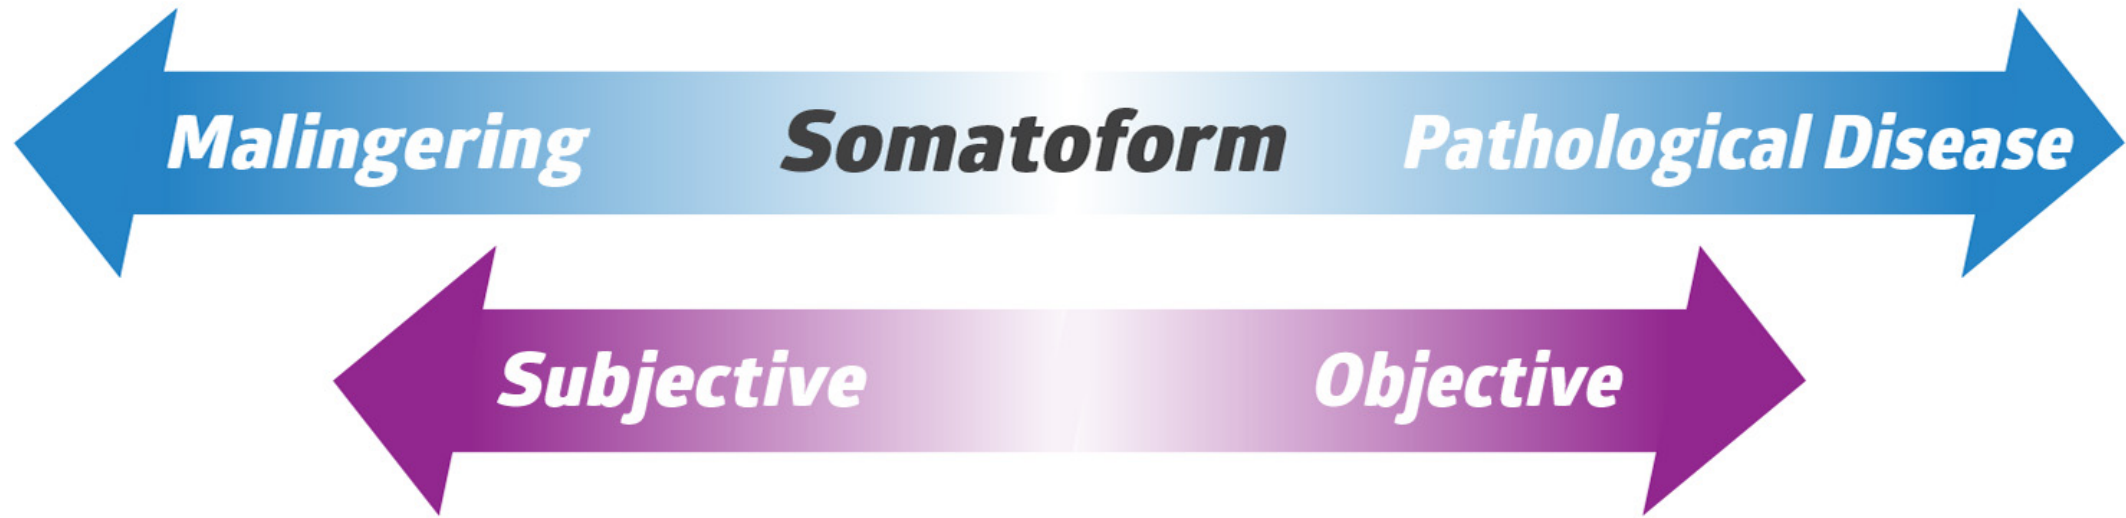 Malingering Somatoform Pathological Disease
Subjective Objective